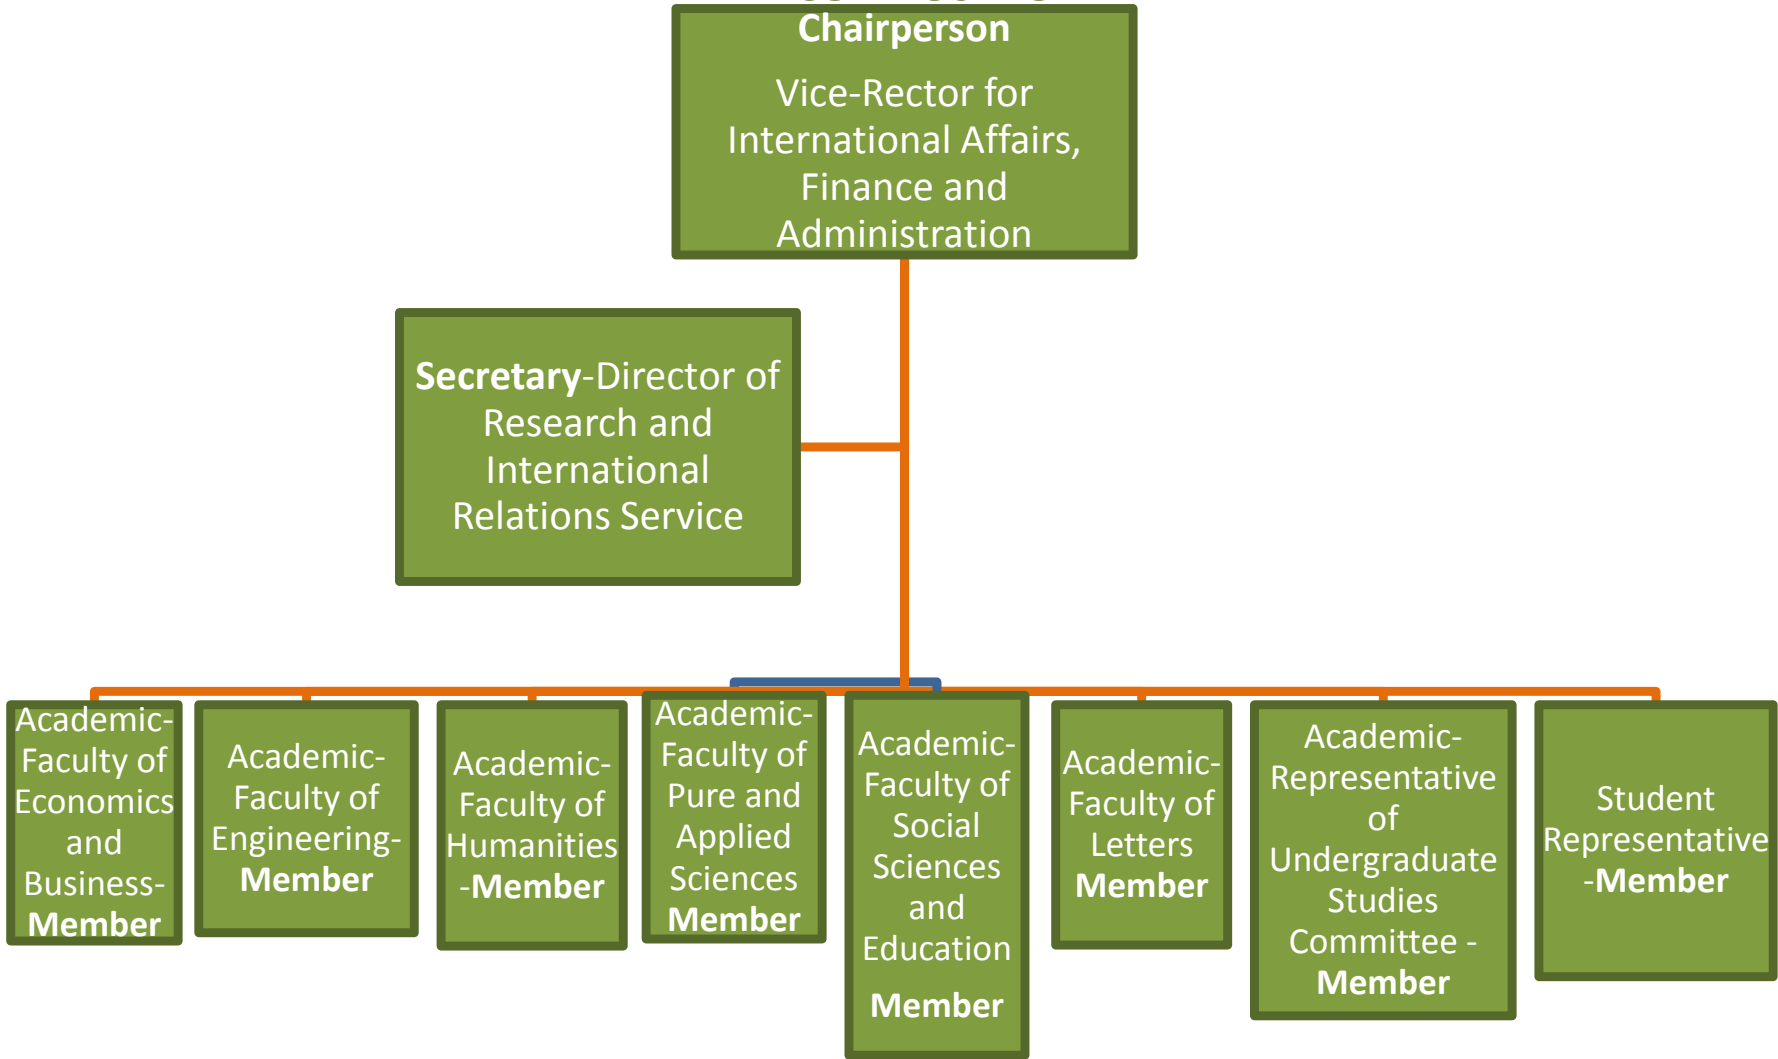 Chairperson
Vice-Rector for
International Affairs,
Finance and
Administration
Secretary-Director of
Research and
International
Relations Service
Academic-
Faculty of
Economics
and
Business-
Member
Academic-
Faculty of
Engineering-
Member
Academic-
Faculty of
Humanities
-Member
Academic-
Faculty of
Pure and
Applied
Sciences
Member
Academic-
Faculty of
Social
Sciences
and
Education
Member
Academic-
Faculty of
Letters
Member
Academic-
Representative
of
Undergraduate
Studies
Committee -
Member
Student
Representative
-Member